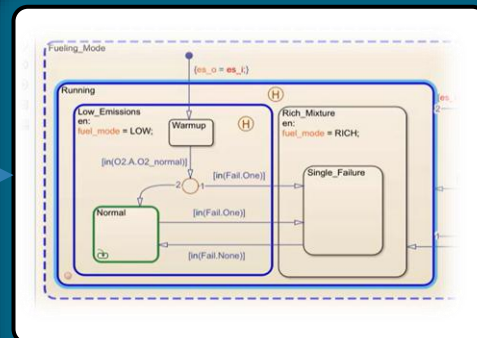 Fueling_Mode
{es_o = es_i;}
Running
H
{es_
2
Low_Emissions
en:
fuel_mode = LOW;
Warmup
H
Rich_Mixture
en:
fuel_mode = RICH;
[in(O2.A.O2_normal)]
2
1
[in(Fail.One)]
Single_Failure
Normal
[in(Fail.One)]
1
[in(Fail.None)]